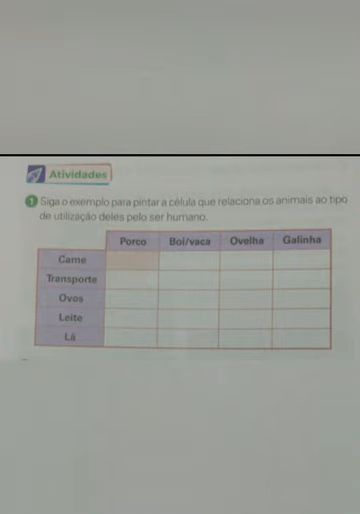 Atividades
1 Siga o exemplo para pintar a célula que relaciona os animais ao tipo
de utilização deles pelo ser humano.
Porco Boi/vaca Ovelha Galinha
Carne
Transporte
Ovos
Leite
Lã